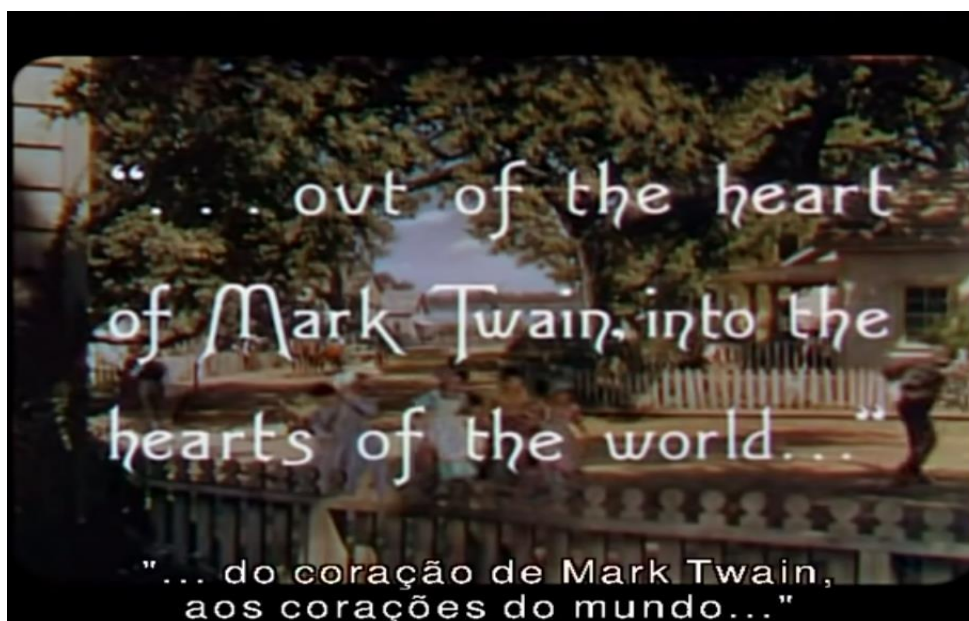 “... out of the heart
of Mark Twain, into the
hearts of the world...”
"... do coração de Mark Twain,
aos corações do mundo..."